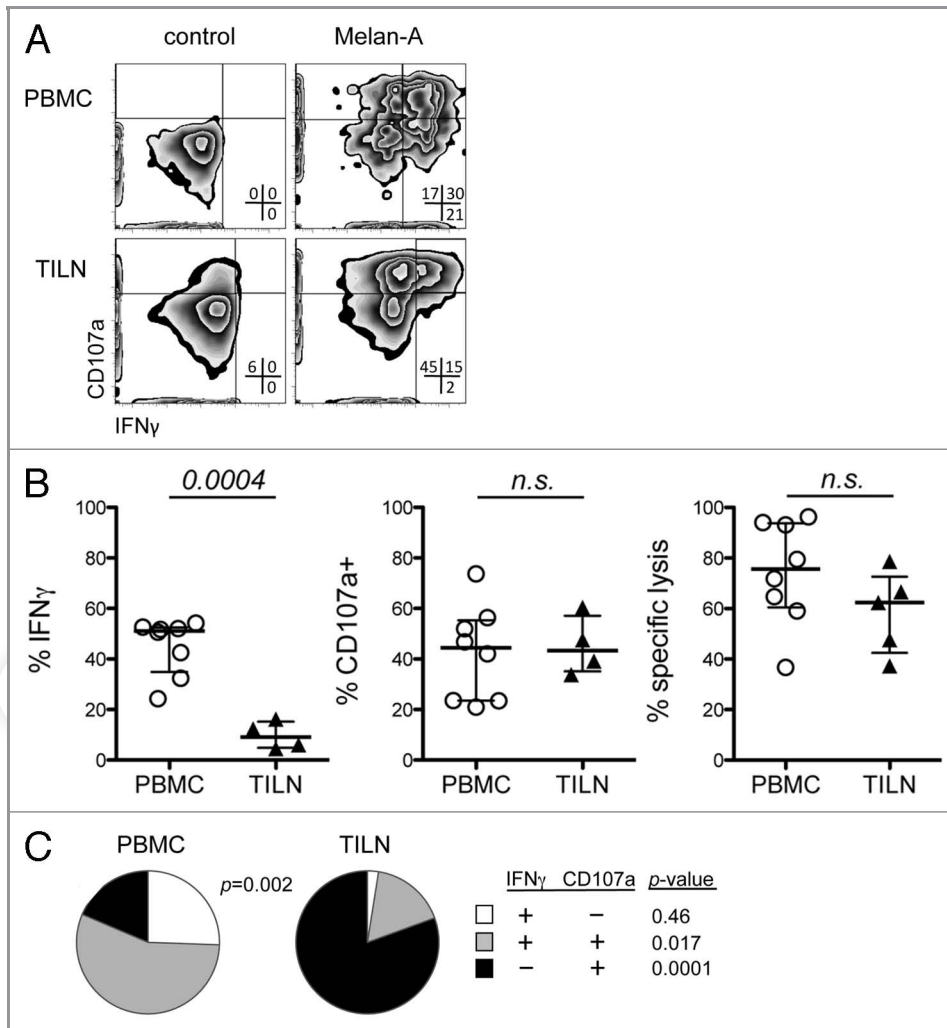 A
control Melan-A
PBMC
0 0
0
17 30
21
TILN
6 0
0
45 15
2
CD107a
IFNγ
B
0.0004
n.s.
n.s.
% IFNγ
100
80
60
40
20
0
PBMC TILN
% CD107a+
100
80
60
40
20
0
PBMC TILN
% specific lysis
100
80
60
40
20
0
PBMC TILN
C
PBMC TILN
p=0.002
IFNγ CD107a p-value
+ − 0.46
+ + 0.017
− + 0.0001